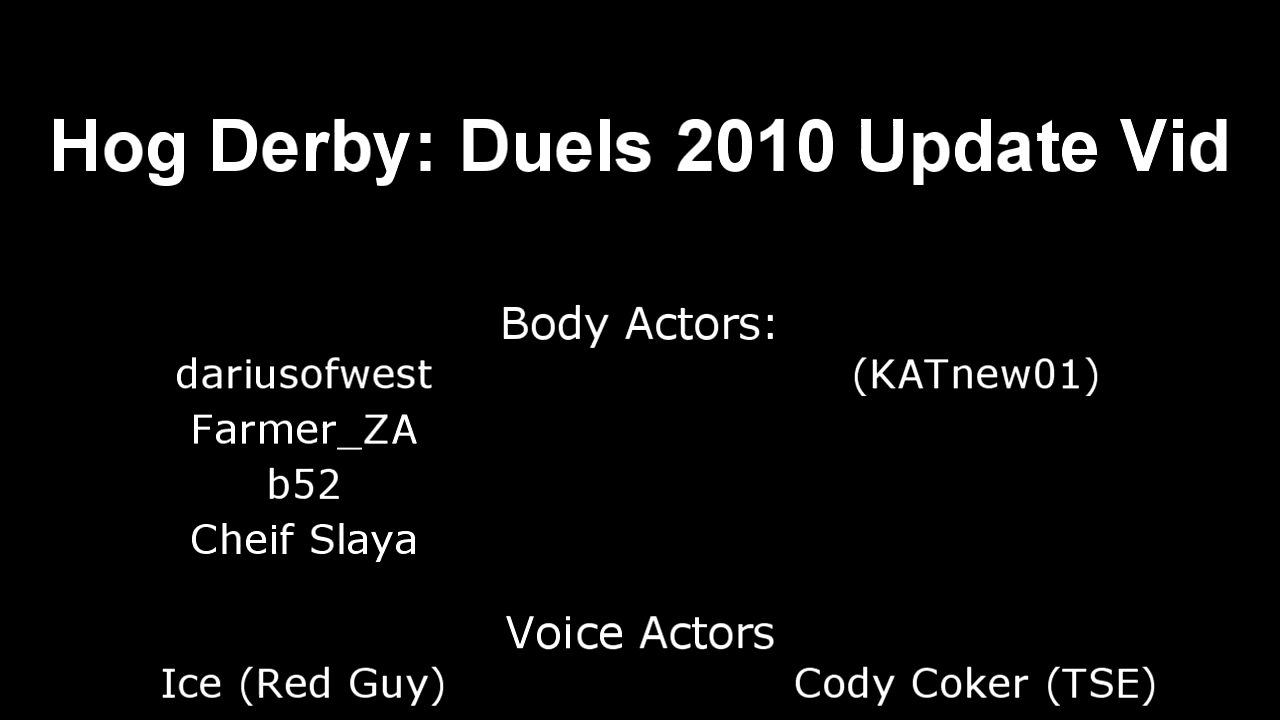 Hog Derby: Duels 2010 Update Vid
Body Actors:
dariusofwest (KATnew01)
Farmer_ZA
b52
Cheif Slaya
Voice Actors
Ice (Red Guy) Cody Coker (TSE)